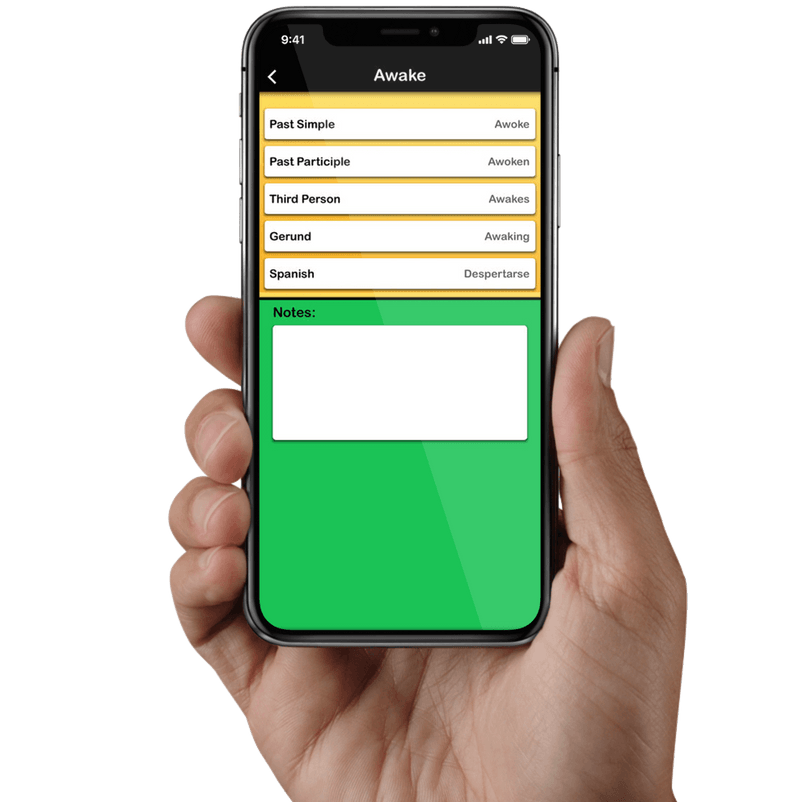 9:41
Awake
Past Simple Awoke
Past Participle Awoken
Third Person Awakes
Gerund Awaking
Spanish Despertarse
Notes: